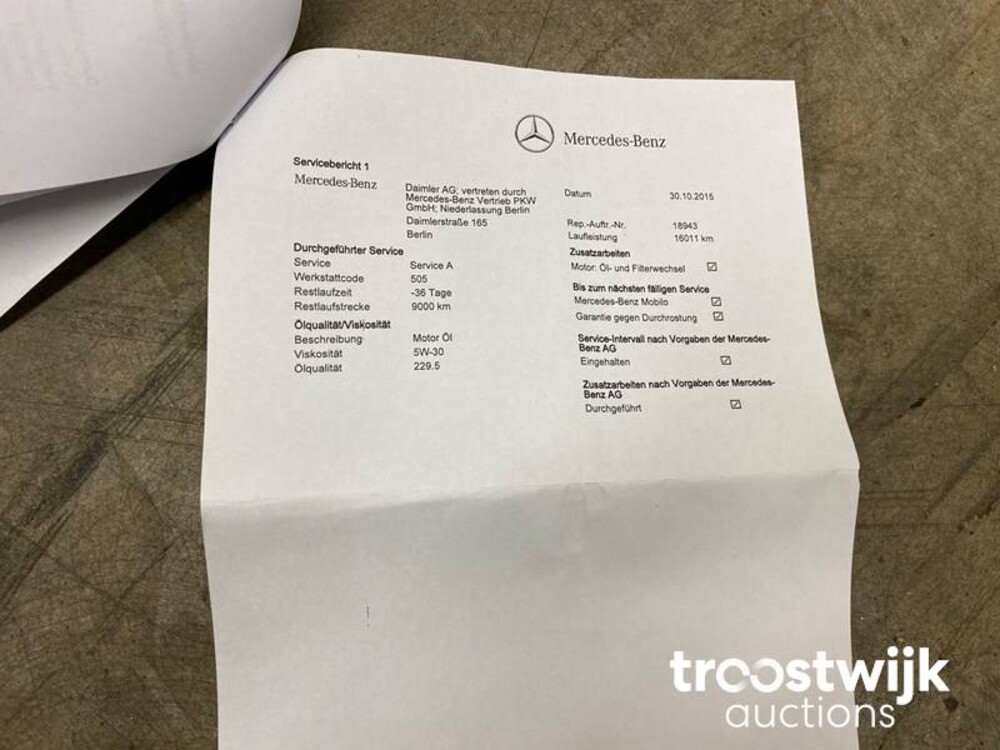 Mercedes-Benz
Servicebericht 1
Mercedes-Benz
Daimler AG; vertreten durch
Mercedes-Benz Vertrieb PKW
GmbH; Niederlassung Berlin
Daimlerstraße 165
Berlin
Datum 30.10.2015
Rep.-Auftr.-Nr. 18943
Laufleistung 16011 km
Durchgeführter Service
Service Service A
Werkstattcode 505
Restlaufzeit -36 Tage
Restlaufstrecke 9000 km
Ölqualität/Viskosität
Beschreibung Motor Öl
Viskosität 5W-30
Ölqualität 229.5
Zusatzarbeiten
Motor: Öl- und Filterwechsel
Bis zum nächsten fälligen Service
Mercedes-Benz Mobilo
Garantie gegen Durchrostung
Service-Intervall nach Vorgaben der Mercedes-
Benz AG
Eingehalten
Zusatzarbeiten nach Vorgaben der Mercedes-
Benz AG
Durchgeführt
troostwijk
auctions